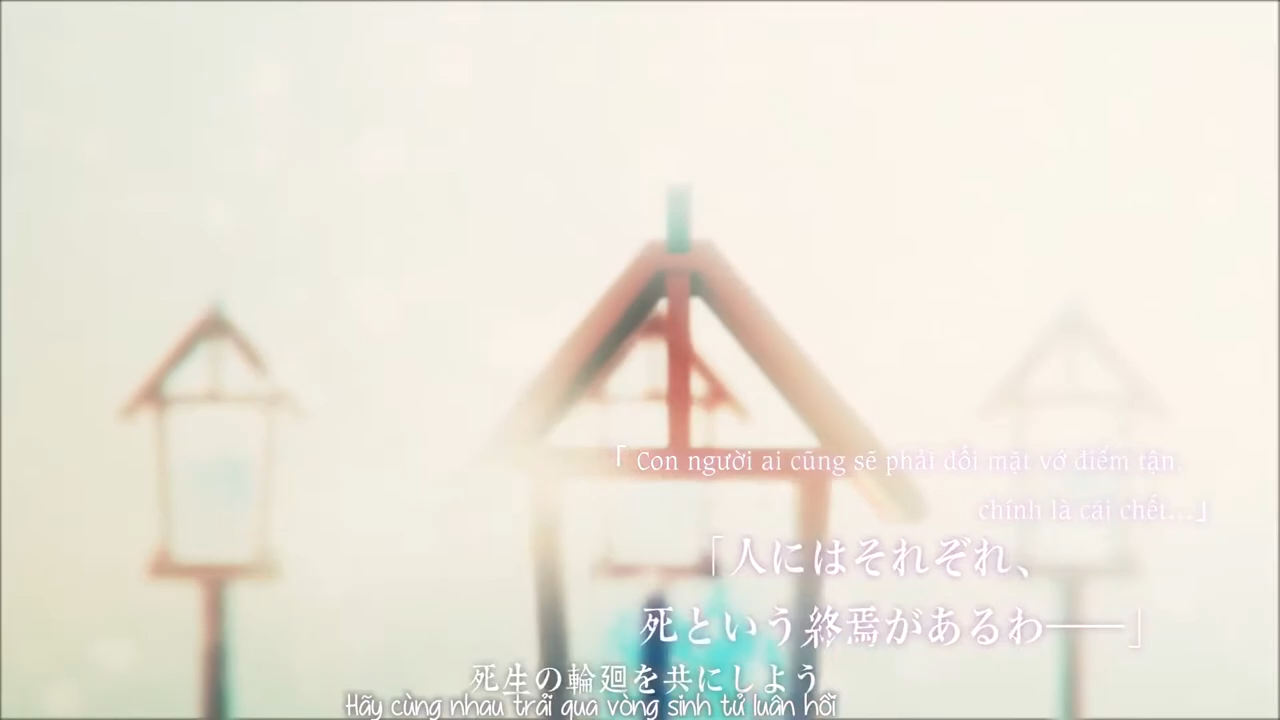 「 Con người ai cũng sẽ phải đối mặt vớ điếm tận
chính là cái chết...」
「人にはそれぞれ、
死という終焉があるわ――」
死生の輪廻を共にしよう
Hãy cùng nhau trải qua vòng sinh tử luân hồi